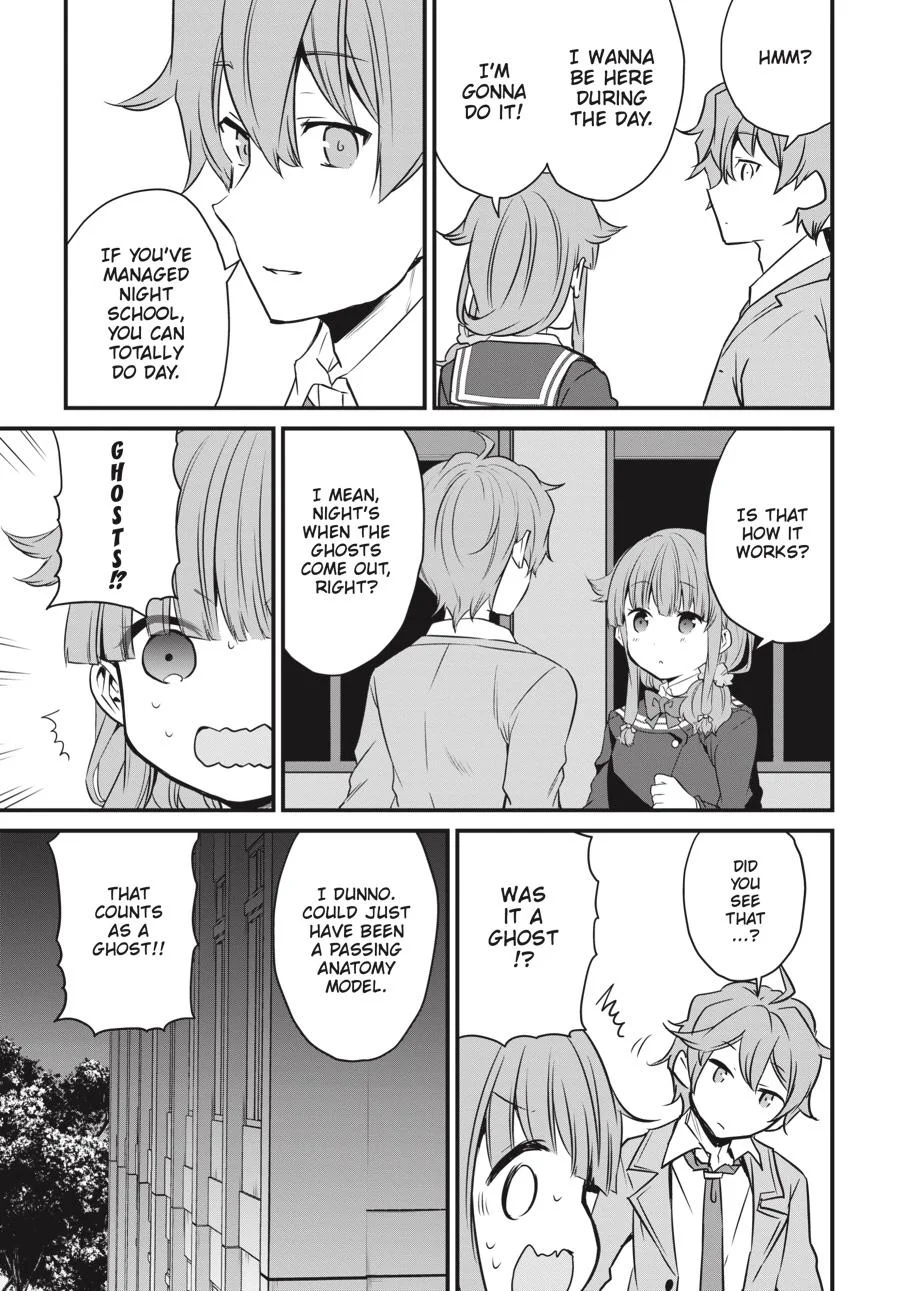 HMM?
I WANNA
BE HERE
DURING
THE DAY.
I'M
GONNA
DO IT!
IF YOU'VE
MANAGED
NIGHT
SCHOOL,
YOU CAN
TOTALLY
DO DAY.
IS THAT
HOW IT
WORKS?
I MEAN,
NIGHT'S
WHEN THE
GHOSTS
COME OUT,
RIGHT?
GHOSTS!?
DID
YOU
SEE
THAT
...?
WAS
IT A
GHOST
!?
I DUNNO.
COULD JUST
HAVE BEEN
A PASSING
ANATOMY
MODEL.
THAT
COUNTS
AS A
GHOST!!